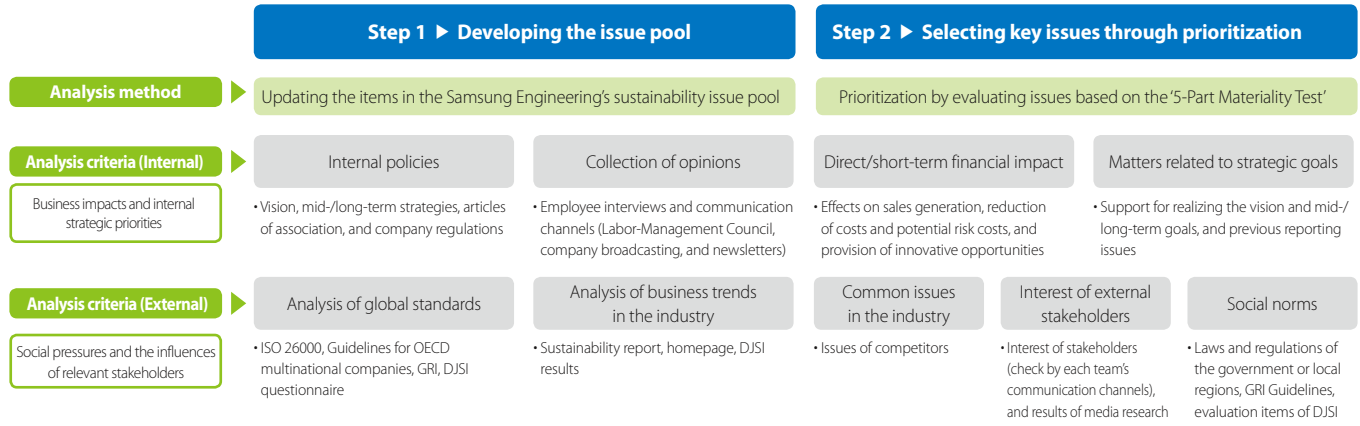 Step 1 ▶ Developing the issue pool
Step 2 ▶ Selecting key issues through prioritization
Analysis method
Updating the items in the Samsung Engineering's sustainability issue pool
Prioritization by evaluating issues based on the '5-Part Materiality Test'
Analysis criteria (Internal)
Business impacts and internal
strategic priorities
Internal policies
• Vision, mid-/long-term strategies, articles
of association, and company regulations
Collection of opinions
• Employee interviews and communication
channels (Labor-Management Council,
company broadcasting, and newsletters)
Direct/short-term financial impact
• Effects on sales generation, reduction
of costs and potential risk costs, and
provision of innovative opportunities
Matters related to strategic goals
• Support for realizing the vision and mid-/
long-term goals, and previous reporting
issues
Analysis criteria (External)
Social pressures and the influences
of relevant stakeholders
Analysis of global standards
• ISO 26000, Guidelines for OECD
multinational companies, GRI, DJSI
questionnaire
Analysis of business trends
in the industry
• Sustainability report, homepage, DJSI
results
Common issues
in the industry
• Issues of competitors
Interest of external
stakeholders
• Interest of stakeholders
(check by each team's
communication channels),
and results of media research
Social norms
• Laws and regulations of
the government or local
regions, GRI Guidelines,
evaluation items of DJSI